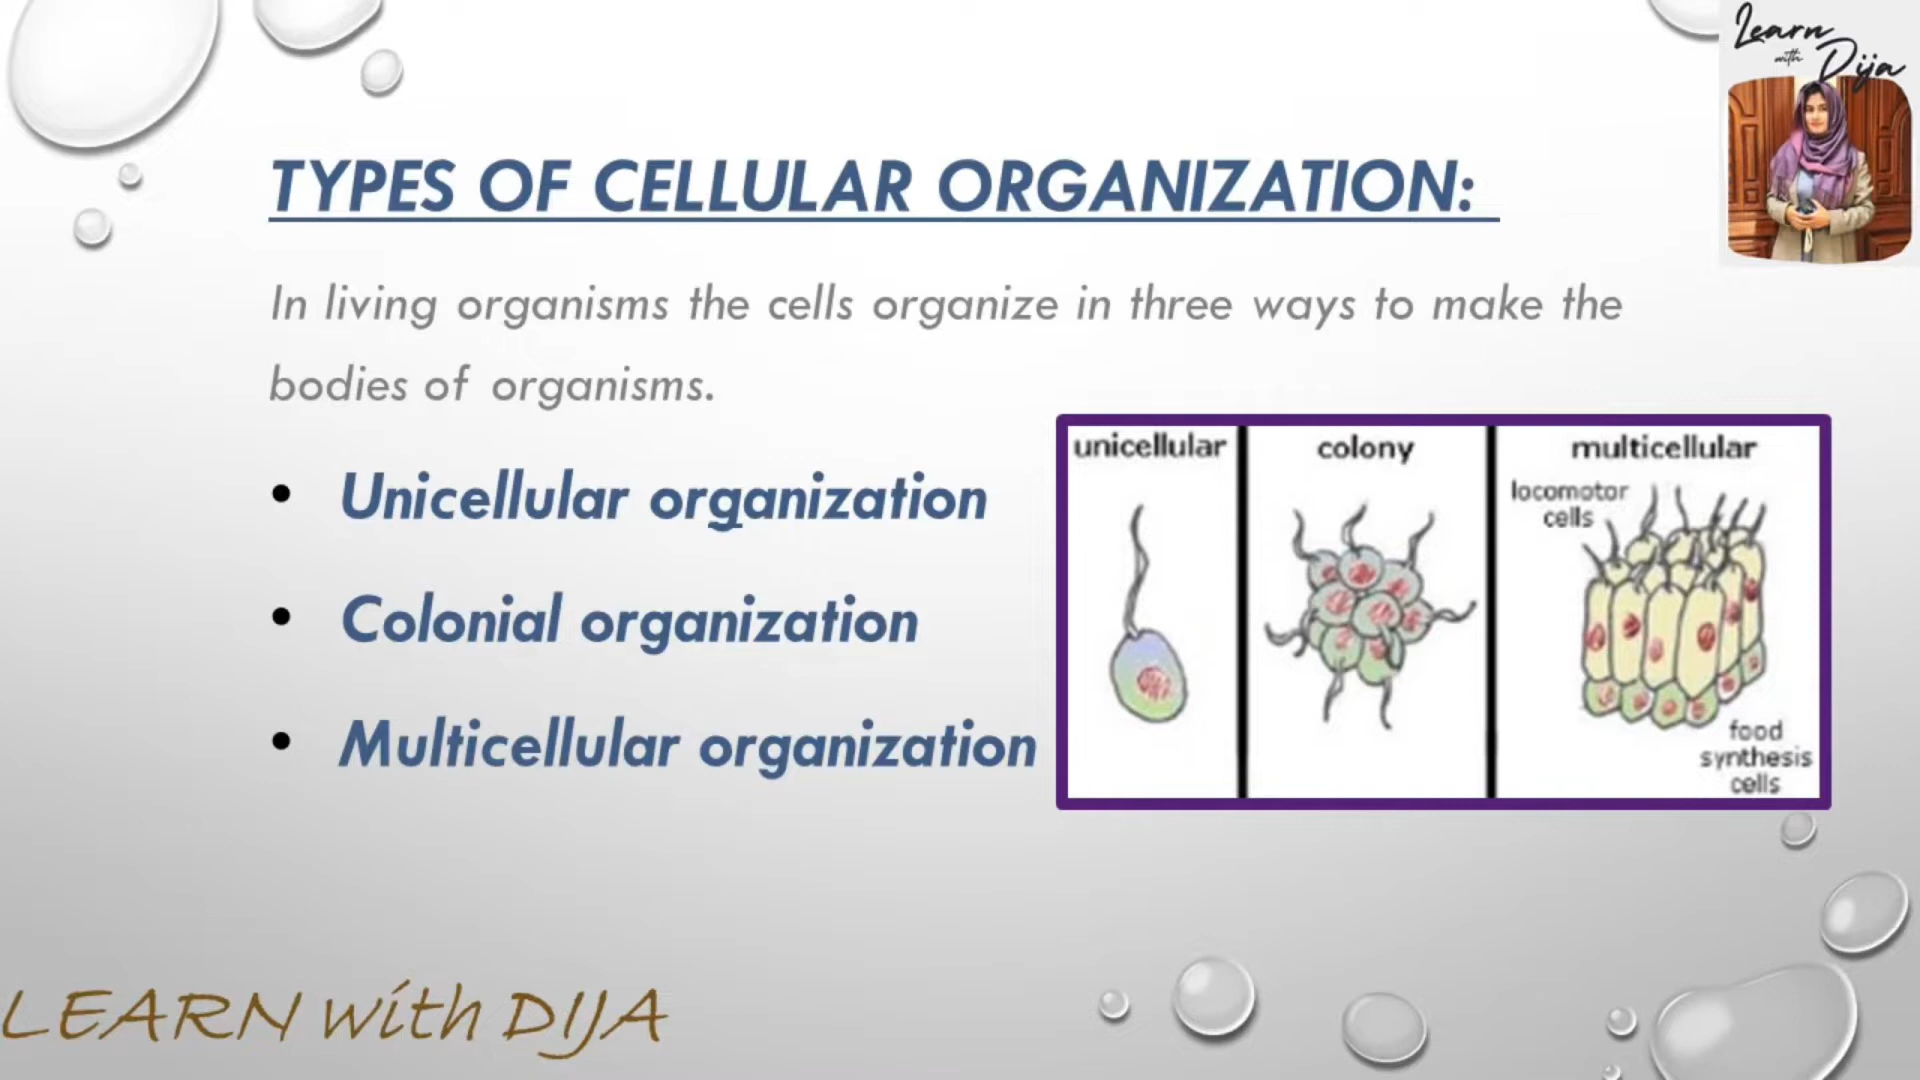 Learn
with
Dija
TYPES OF CELLULAR ORGANIZATION:
In living organisms the cells organize in three ways to make the
bodies of organisms.
• Unicellular organization
• Colonial organization
• Multicellular organization
unicellular
colony
multicellular
locomotor
cells
food
synthesis
cells
LEARN with DIJA